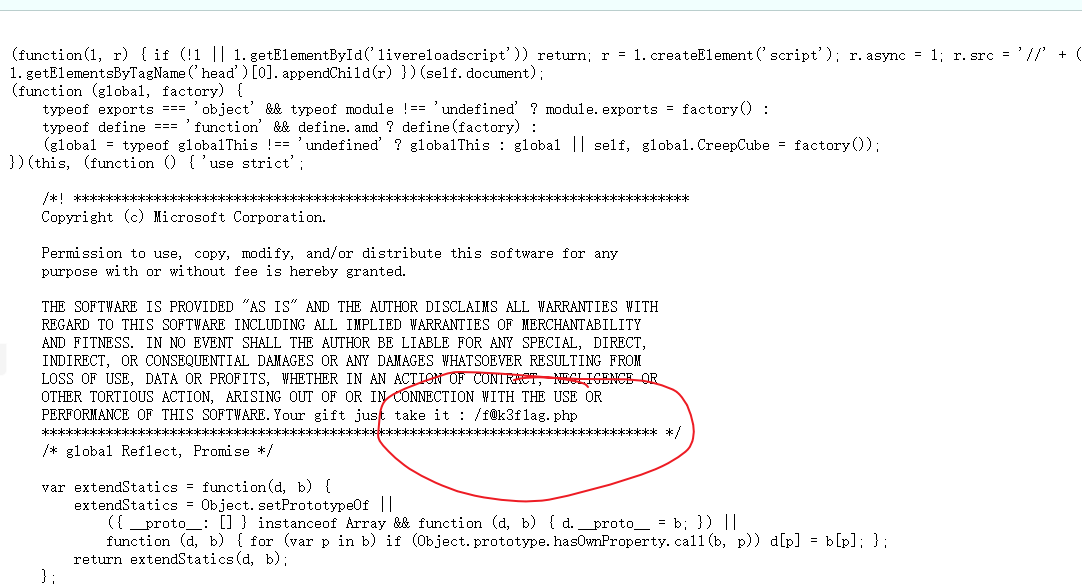 (function(l, r) { if (!l || l.getElementById('livereloadscript')) return; r = l.createElement('script'); r.async = 1; r.src = '//' + (
l.getElementsByTagName('head')[0].appendChild(r) })(self.document);
(function (global, factory) {
    typeof exports === 'object' && typeof module !== 'undefined' ? module.exports = factory() :
    typeof define === 'function' && define.amd ? define(factory) :
    (global = typeof globalThis !== 'undefined' ? globalThis : global || self, global.CreepCube = factory());
})(this, (function () { 'use strict';
    /*! *****************************************************************************
    Copyright (c) Microsoft Corporation.
    Permission to use, copy, modify, and/or distribute this software for any
    purpose with or without fee is hereby granted.
    THE SOFTWARE IS PROVIDED "AS IS" AND THE AUTHOR DISCLAIMS ALL WARRANTIES WITH
    REGARD TO THIS SOFTWARE INCLUDING ALL IMPLIED WARRANTIES OF MERCHANTABILITY
    AND FITNESS. IN NO EVENT SHALL THE AUTHOR BE LIABLE FOR ANY SPECIAL, DIRECT,
    INDIRECT, OR CONSEQUENTIAL DAMAGES OR ANY DAMAGES WHATSOEVER RESULTING FROM
    LOSS OF USE, DATA OR PROFITS, WHETHER IN AN ACTION OF CONTRACT, NEGLIGENCE OR
    OTHER TORTIOUS ACTION, ARISING OUT OF OR IN CONNECTION WITH THE USE OR
    PERFORMANCE OF THIS SOFTWARE.Your gift just take it : /f@k3f1ag.php
    ***************************************************************************** */
    /* global Reflect, Promise */
    var extendStatics = function(d, b) {
        extendStatics = Object.setPrototypeOf ||
            ({ __proto__: [] } instanceof Array && function (d, b) { d.__proto__ = b; }) ||
            function (d, b) { for (var p in b) if (Object.prototype.hasOwnProperty.call(b, p)) d[p] = b[p]; };
        return extendStatics(d, b);
    };